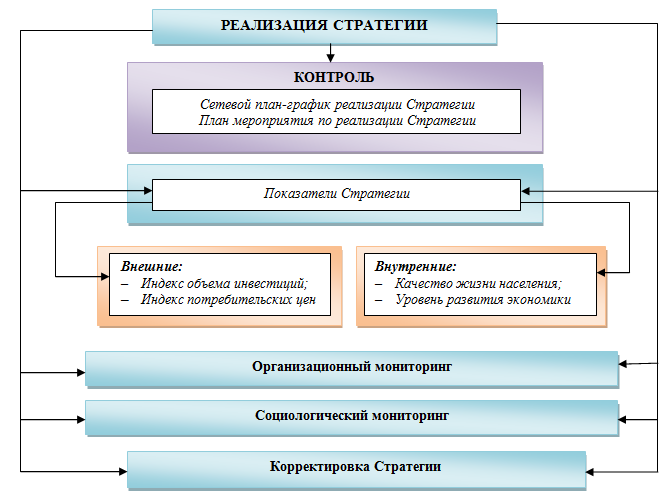 РЕАЛИЗАЦИЯ СТРАТЕГИИ
КОНТРОЛЬ
Сетевой план-график реализации Стратегии
План мероприятия по реализации Стратегии
Показатели Стратегии
Внешние:
– Индекс объема инвестиций;
– Индекс потребительских цен
Внутренние:
– Качество жизни населения;
– Уровень развития экономики
Организационный мониторинг
Социологический мониторинг
Корректировка Стратегии